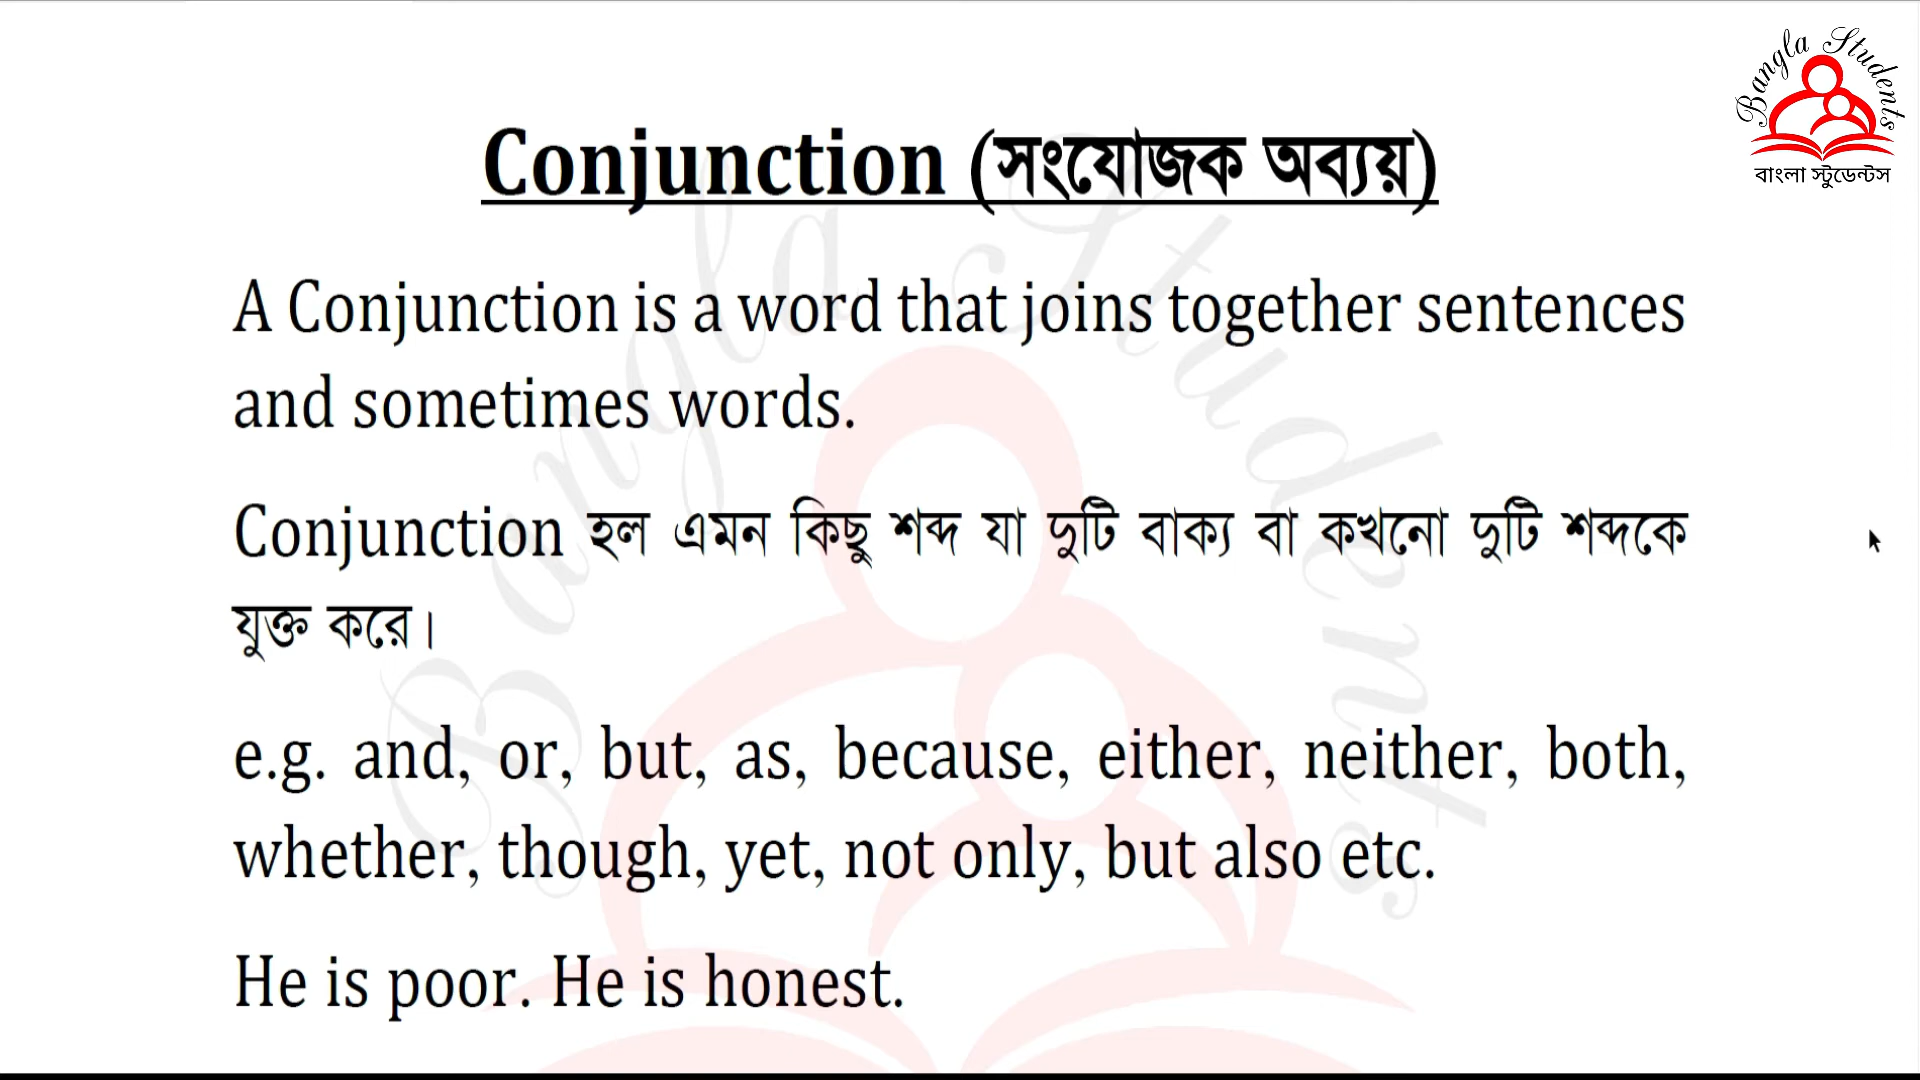 Bangla Students
বাংলা স্টুডেন্টস
Conjunction (সংযোজক অব্যয়)
A Conjunction is a word that joins together sentences
and sometimes words.
Conjunction হল এমন কিছু শব্দ যা দুটি বাক্য বা কখনো দুটি শব্দকে
যুক্ত করে।
e.g. and, or, but, as, because, either, neither, both,
whether, though, yet, not only, but also etc.
He is poor. He is honest.
Bangla Students